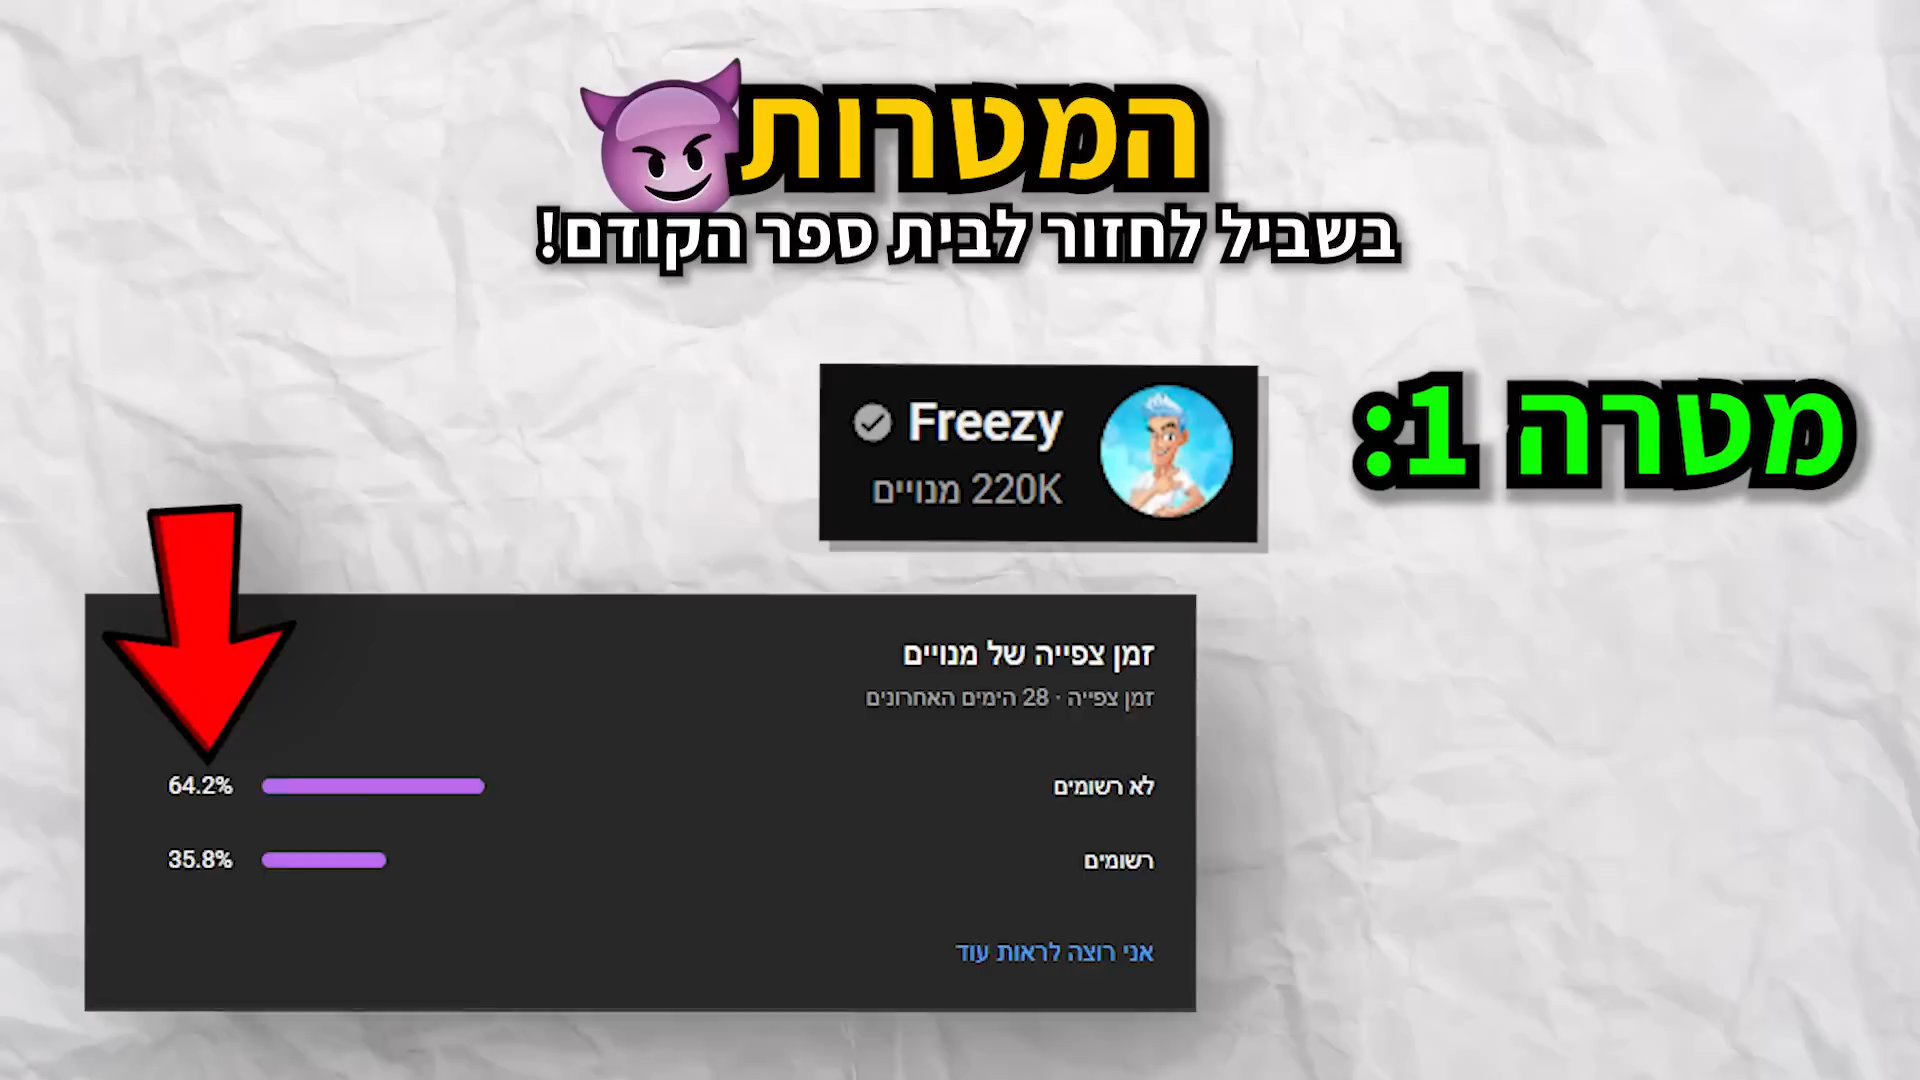 המטרות
בשביל לחזור לבית ספר הקודם!
מטרה 1:
Freezy
220K מנויים
זמן צפייה של מנויים
זמן צפייה · 28 הימים האחרונים
לא רשומים 64.2%
רשומים 35.8%
אני רוצה לראות עוד